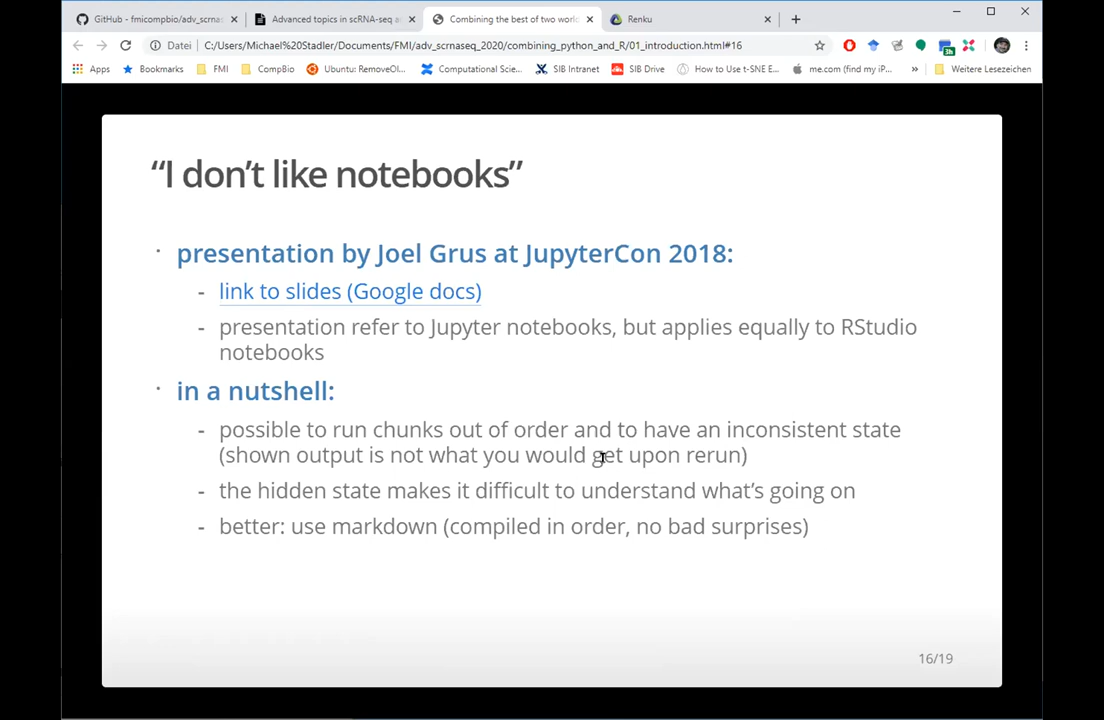 GitHub - fmicompbio/adv_scrnas
Advanced topics in scRNA-seq a
Combining the best of two worl
Renku
Datei
C:/Users/Michael%20Stadler/Documents/FMI/adv_scrnaseq_2020/combining_python_and_R/01_introduction.html#16
3h
Apps
Bookmarks
FMI
CompBio
Ubuntu: RemoveOl...
Computational Scie...
SIB Intranet
SIB Drive
How to Use t-SNE E...
me.com (find my iP...
»
Weitere Lesezeichen
“I don’t like notebooks”
· presentation by Joel Grus at JupyterCon 2018:
- link to slides (Google docs)
- presentation refer to Jupyter notebooks, but applies equally to RStudio
notebooks
· in a nutshell:
- possible to run chunks out of order and to have an inconsistent state
(shown output is not what you would get upon rerun)
- the hidden state makes it difficult to understand what’s going on
- better: use markdown (compiled in order, no bad surprises)
16/19